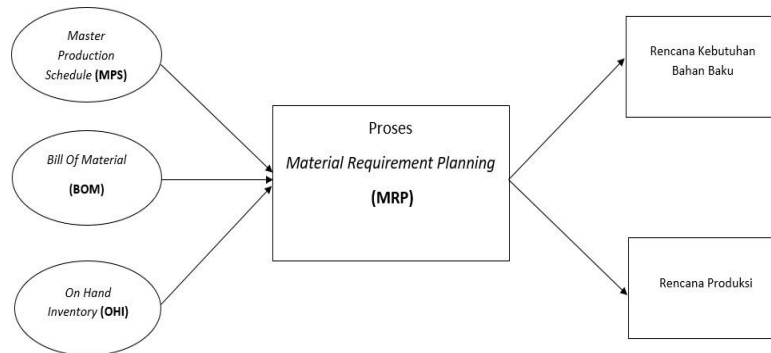 Master
Production
Schedule (MPS)
Bill Of Material
(BOM)
On Hand
Inventory (OHI)
Proses
Material Requirement Planning
(MRP)
Rencana Kebutuhan
Bahan Baku
Rencana Produksi